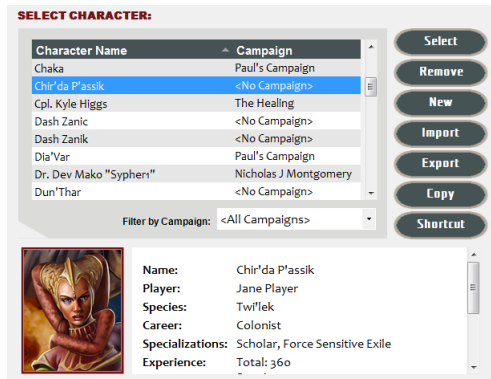 SELECT CHARACTER:
Character Name Campaign
Chaka Paul's Campaign
Chir'da P'assik <No Campaign>
Cpl. Kyle Higgs The Healing
Dash Zanic <No Campaign>
Dash Zanik <No Campaign>
Dia'Var Paul's Campaign
Dr. Dev Mako "Sypher1" Nicholas J Montgomery
Dun'Thar <No Campaign>
Filter by Campaign: <All Campaigns>
Select
Remove
New
Import
Export
Copy
Shortcut
Name: Chir'da P'assik
Player: Jane Player
Species: Twi'lek
Career: Colonist
Specializations: Scholar, Force Sensitive Exile
Experience: Total: 360